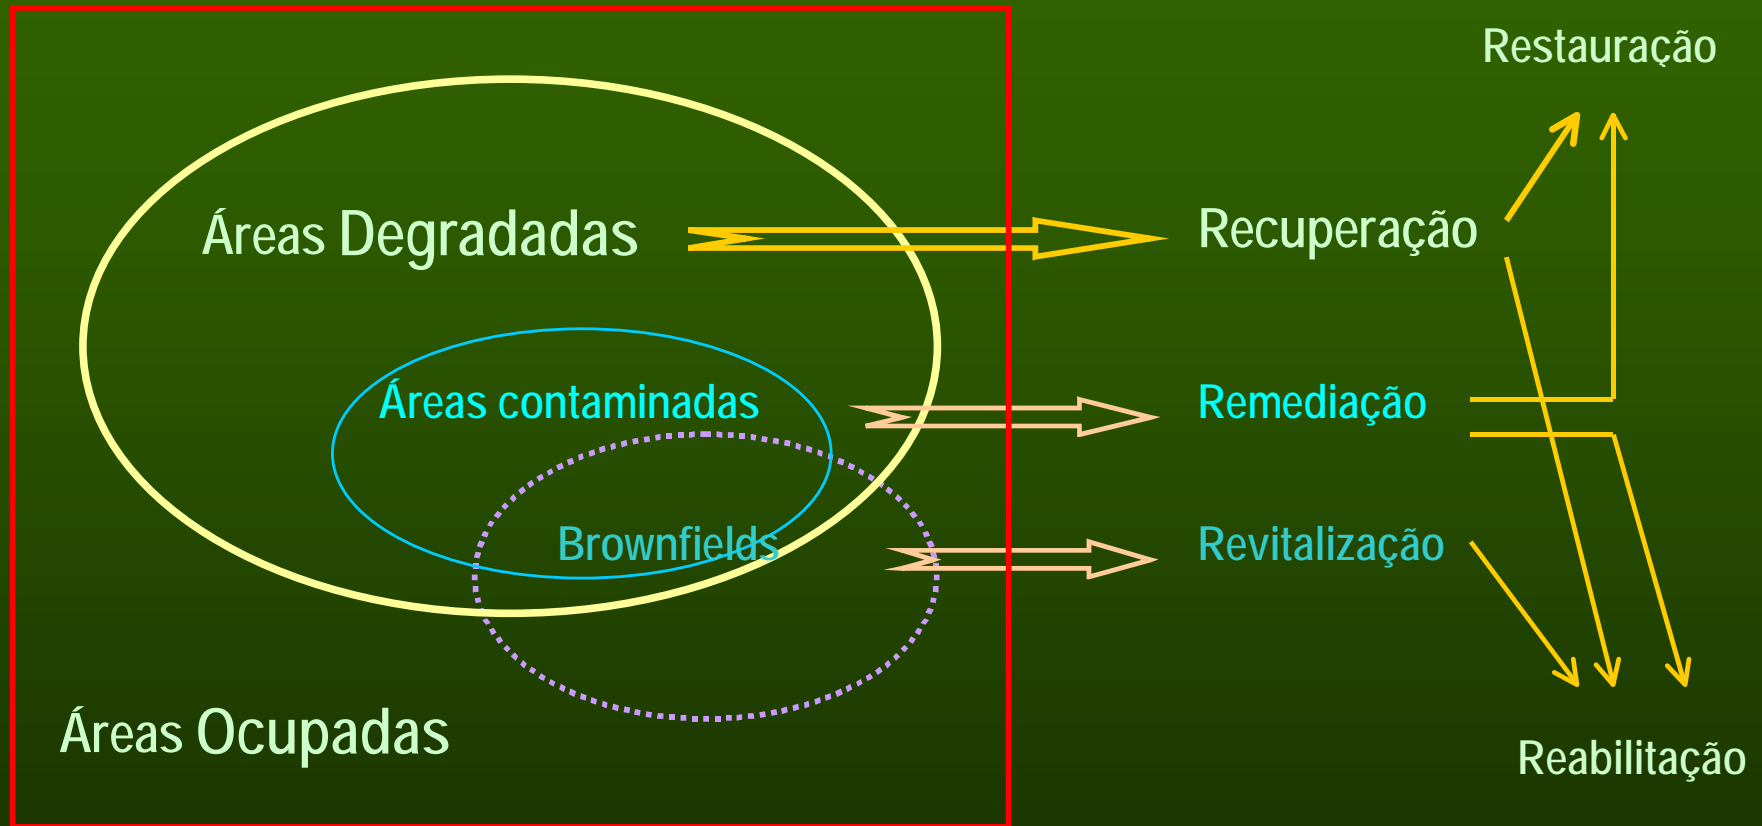 Restauração
Áreas Degradadas
Recuperação
Áreas contaminadas
Remediação
Brownfields
Revitalização
Áreas Ocupadas
Reabilitação